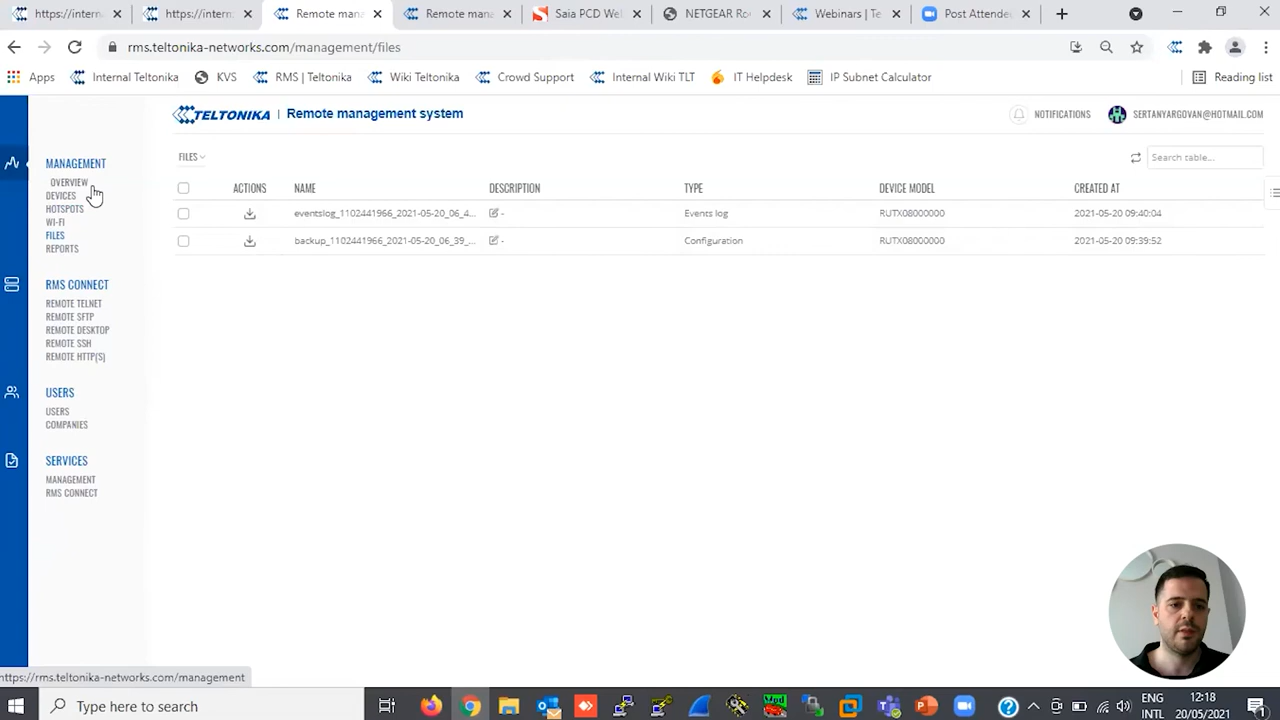 https://intern
https://intern
Remote mana
Remote mana
Saia PCD We
NETGEAR Ro
Webinars | Te
Post Attende
rms.teltonika-networks.com/management/files
Apps
Internal Teltonika
KVS
RMS | Teltonika
Wiki Teltonika
Crowd Support
Internal Wiki TLT
IT Helpdesk
IP Subnet Calculator
Reading list
TELTONIKA | Remote management system
NOTIFICATIONS
SERTANYARGOVAN@HOTMAIL.COM
MANAGEMENT
OVERVIEW
DEVICES
HOTSPOTS
WI-FI
FILES
REPORTS
RMS CONNECT
REMOTE TELNET
REMOTE SFTP
REMOTE DESKTOP
REMOTE SSH
REMOTE HTTP(S)
USERS
USERS
COMPANIES
SERVICES
MANAGEMENT
RMS CONNECT
FILES
Search table...
ACTIONS NAME DESCRIPTION TYPE DEVICE MODEL CREATED AT
eventslog_1102441966_2021-05-20_06_4... - Events log RUTX08000000 2021-05-20 09:40:04
backup_1102441966_2021-05-20_06_39_... - Configuration RUTX08000000 2021-05-20 09:39:52
https://rms.teltonika-networks.com/management
Type here to search
ENG
INTL
12:18
20/05/2021